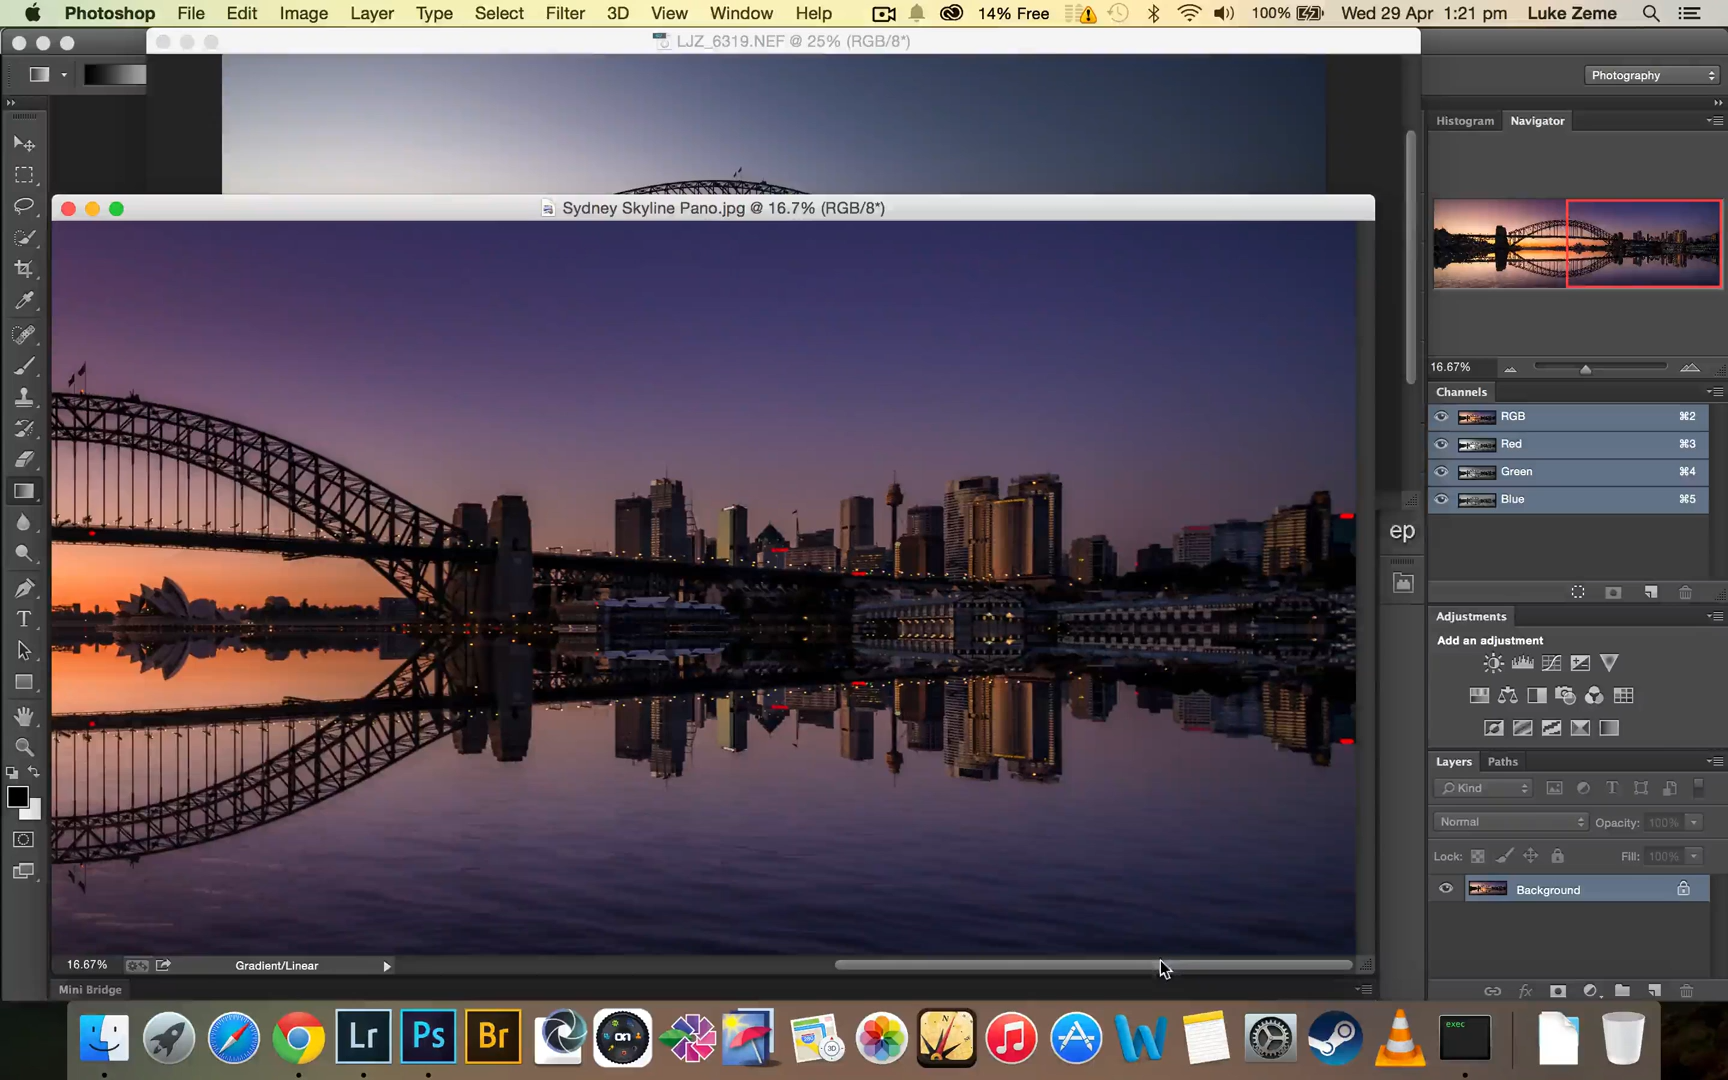 Photoshop File Edit Image Layer Type Select Filter 3D View Window Help 14% Free 100% Wed 29 Apr 1:21 pm Luke Zeme
LJZ_6319.NEF @ 25% (RGB/8*)
Photography
Histogram Navigator
Sydney Skyline Pano.jpg @ 16.7% (RGB/8*)
16.67%
Channels
RGB ⌘2
Red ⌘3
Green ⌘4
Blue ⌘5
ep
Adjustments
Add an adjustment
Layers Paths
Kind
Normal Opacity: 100%
Lock: Fill: 100%
Background
16.67% Gradient/Linear
Mini Bridge
Lr Ps Br 3D W exec